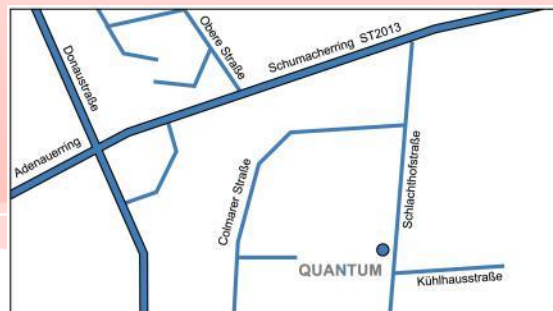 Donaustraße
Obere Straße
Schumacherring ST2013
Adenauerring
Colmarer Straße
Schlachthofstraße
QUANTUM
Kühlhausstraße